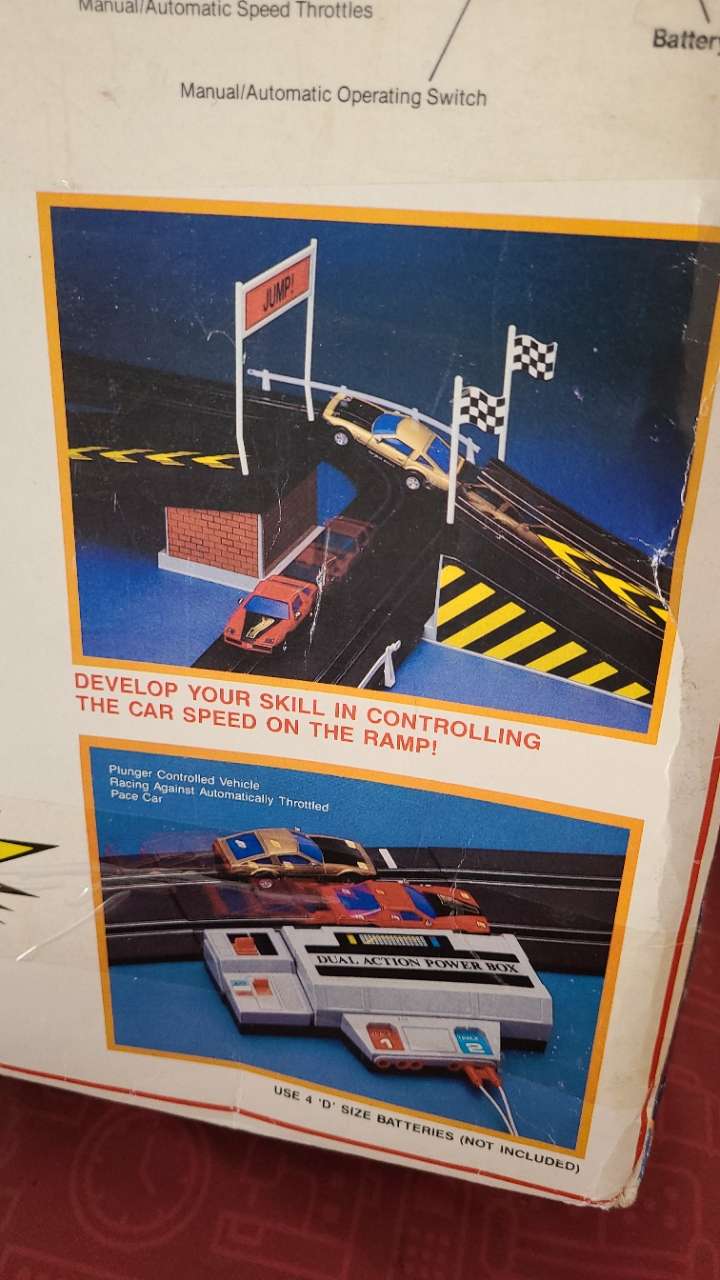 Manual/Automatic Speed Throttles
Battery
Manual/Automatic Operating Switch
JUMP!
DEVELOP YOUR SKILL IN CONTROLLING
THE CAR SPEED ON THE RAMP!
Plunger Controlled Vehicle
Racing Against Automatically Throttled
Pace Car
DUAL ACTION POWER BOX
1
2
USE 4 'D' SIZE BATTERIES (NOT INCLUDED)